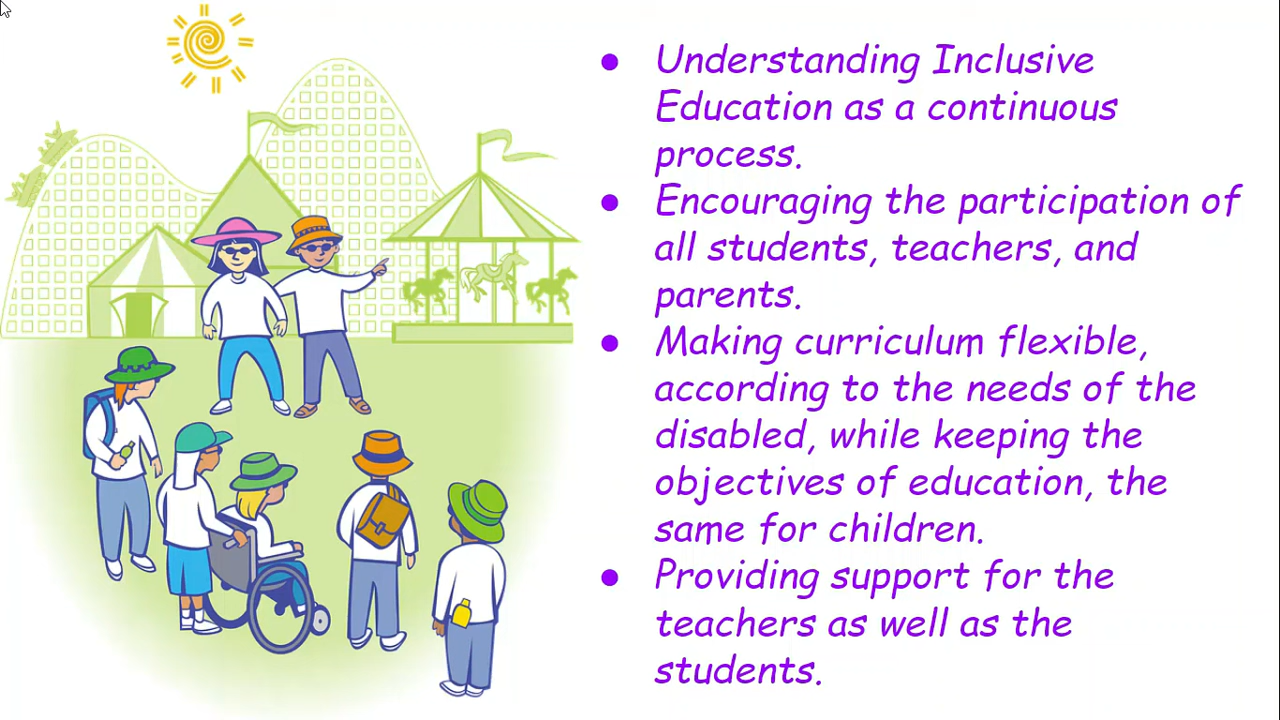 ● Understanding Inclusive
Education as a continuous
process.
● Encouraging the participation of
all students, teachers, and
parents.
● Making curriculum flexible,
according to the needs of the
disabled, while keeping the
objectives of education, the
same for children.
● Providing support for the
teachers as well as the
students.